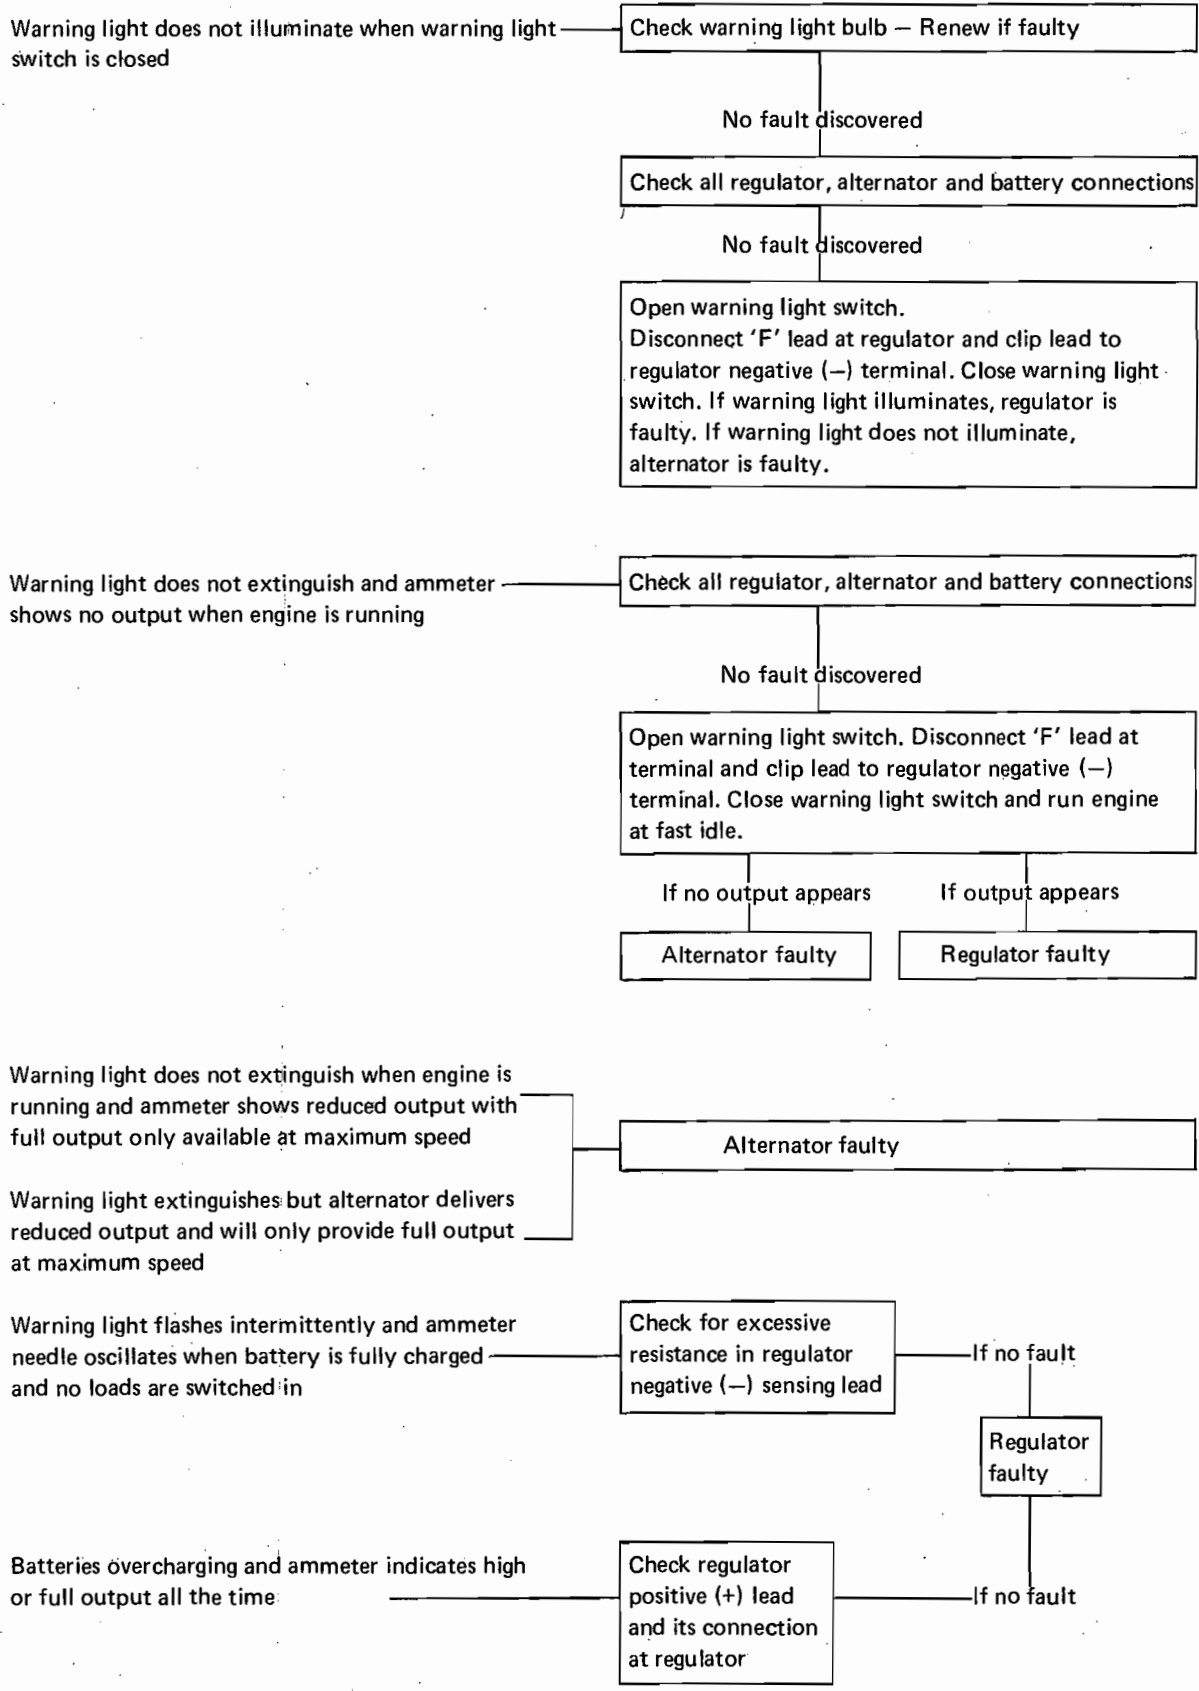 Warning light does not illuminate when warning light
switch is closed
Check warning light bulb — Renew if faulty
No fault discovered
Check all regulator, alternator and battery connections
No fault discovered
Open warning light switch.
Disconnect ‘F’ lead at regulator and clip lead to
regulator negative (—) terminal. Close warning light
switch. If warning light illuminates, regulator is
faulty. If warning light does not illuminate,
alternator is faulty.
Warning light does not extinguish and ammeter
shows no output when engine is running
Check all regulator, alternator and battery connections
No fault discovered
Open warning light switch. Disconnect ‘F’ lead at
terminal and clip lead to regulator negative (—)
terminal. Close warning light switch and run engine
at fast idle.
If no output appears
If output appears
Alternator faulty
Regulator faulty
Warning light does not extinguish when engine is
running and ammeter shows reduced output with
full output only available at maximum speed
Warning light extinguishes but alternator delivers
reduced output and will only provide full output
at maximum speed
Alternator faulty
Warning light flashes intermittently and ammeter
needle oscillates when battery is fully charged
and no loads are switched in
Check for excessive
resistance in regulator
negative (—) sensing lead
If no fault
Regulator
faulty
Batteries overcharging and ammeter indicates high
or full output all the time
Check regulator
positive (+) lead
and its connection
at regulator
If no fault